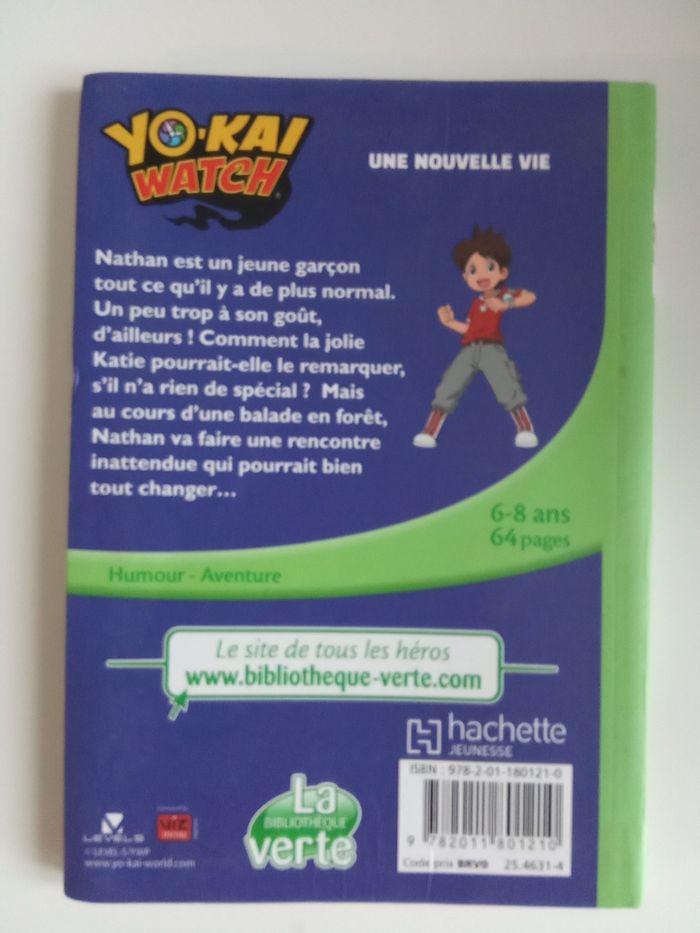 YO-KAI
WATCH
UNE NOUVELLE VIE
Nathan est un jeune garçon
tout ce qu'il y a de plus normal.
Un peu trop à son goût,
d'ailleurs ! Comment la jolie
Katie pourrait-elle le remarquer,
s'il n'a rien de spécial ? Mais
au cours d'une balade en forêt,
Nathan va faire une rencontre
inattendue qui pourrait bien
tout changer...
6-8 ans
64 pages
Humour - Aventure
Le site de tous les héros
www.bibliotheque-verte.com
hachette
JEUNESSE
ISBN : 978-2-01-180121-0
9 782011 801210
Code prix BRV0 25.4631-4
La
BIBLIOTHÈQUE
verte
LEVEL5
© LEVEL-5/YWP
www.yo-kai-world.com
VIZ